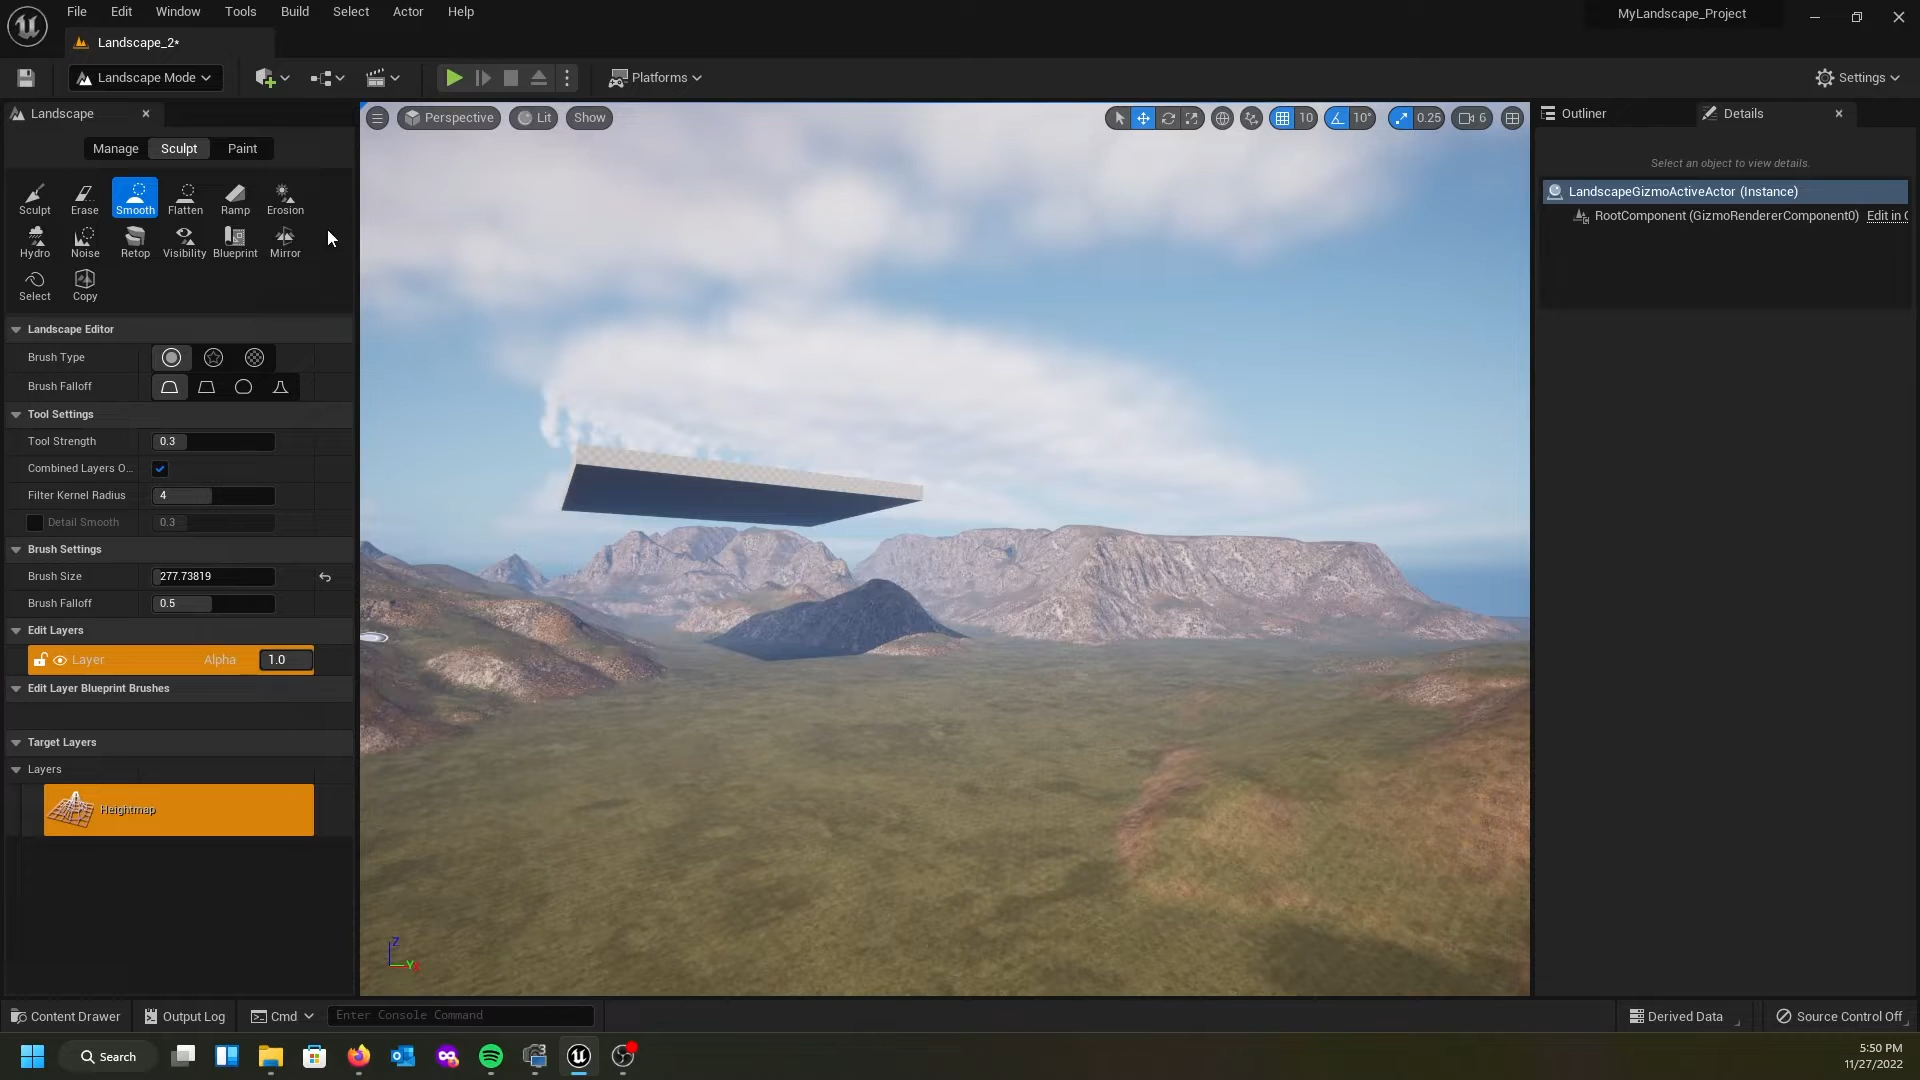 File Edit Window Tools Build Select Actor Help
MyLandscape_Project
Landscape_2*
Landscape Mode
Platforms
Settings
Landscape
Manage Sculpt Paint
Sculpt Erase Smooth Flatten Ramp Erosion
Hydro Noise Retop Visibility Blueprint Mirror
Select Copy
Landscape Editor
Brush Type
Brush Falloff
Tool Settings
Tool Strength 0.3
Combined Layers O...
Filter Kernel Radius 4
Detail Smooth 0.3
Brush Settings
Brush Size 277.73819
Brush Falloff 0.5
Edit Layers
Layer Alpha 1.0
Edit Layer Blueprint Brushes
Target Layers
Layers
Heightmap
Perspective Lit Show
10 10° 0.25 6
Z
Y
Outliner Details
Select an object to view details.
LandscapeGizmoActiveActor (Instance)
RootComponent (GizmoRendererComponent0) Edit in C
Content Drawer Output Log Cmd Enter Console Command
Derived Data Source Control Off
Search
5:50 PM
11/27/2022